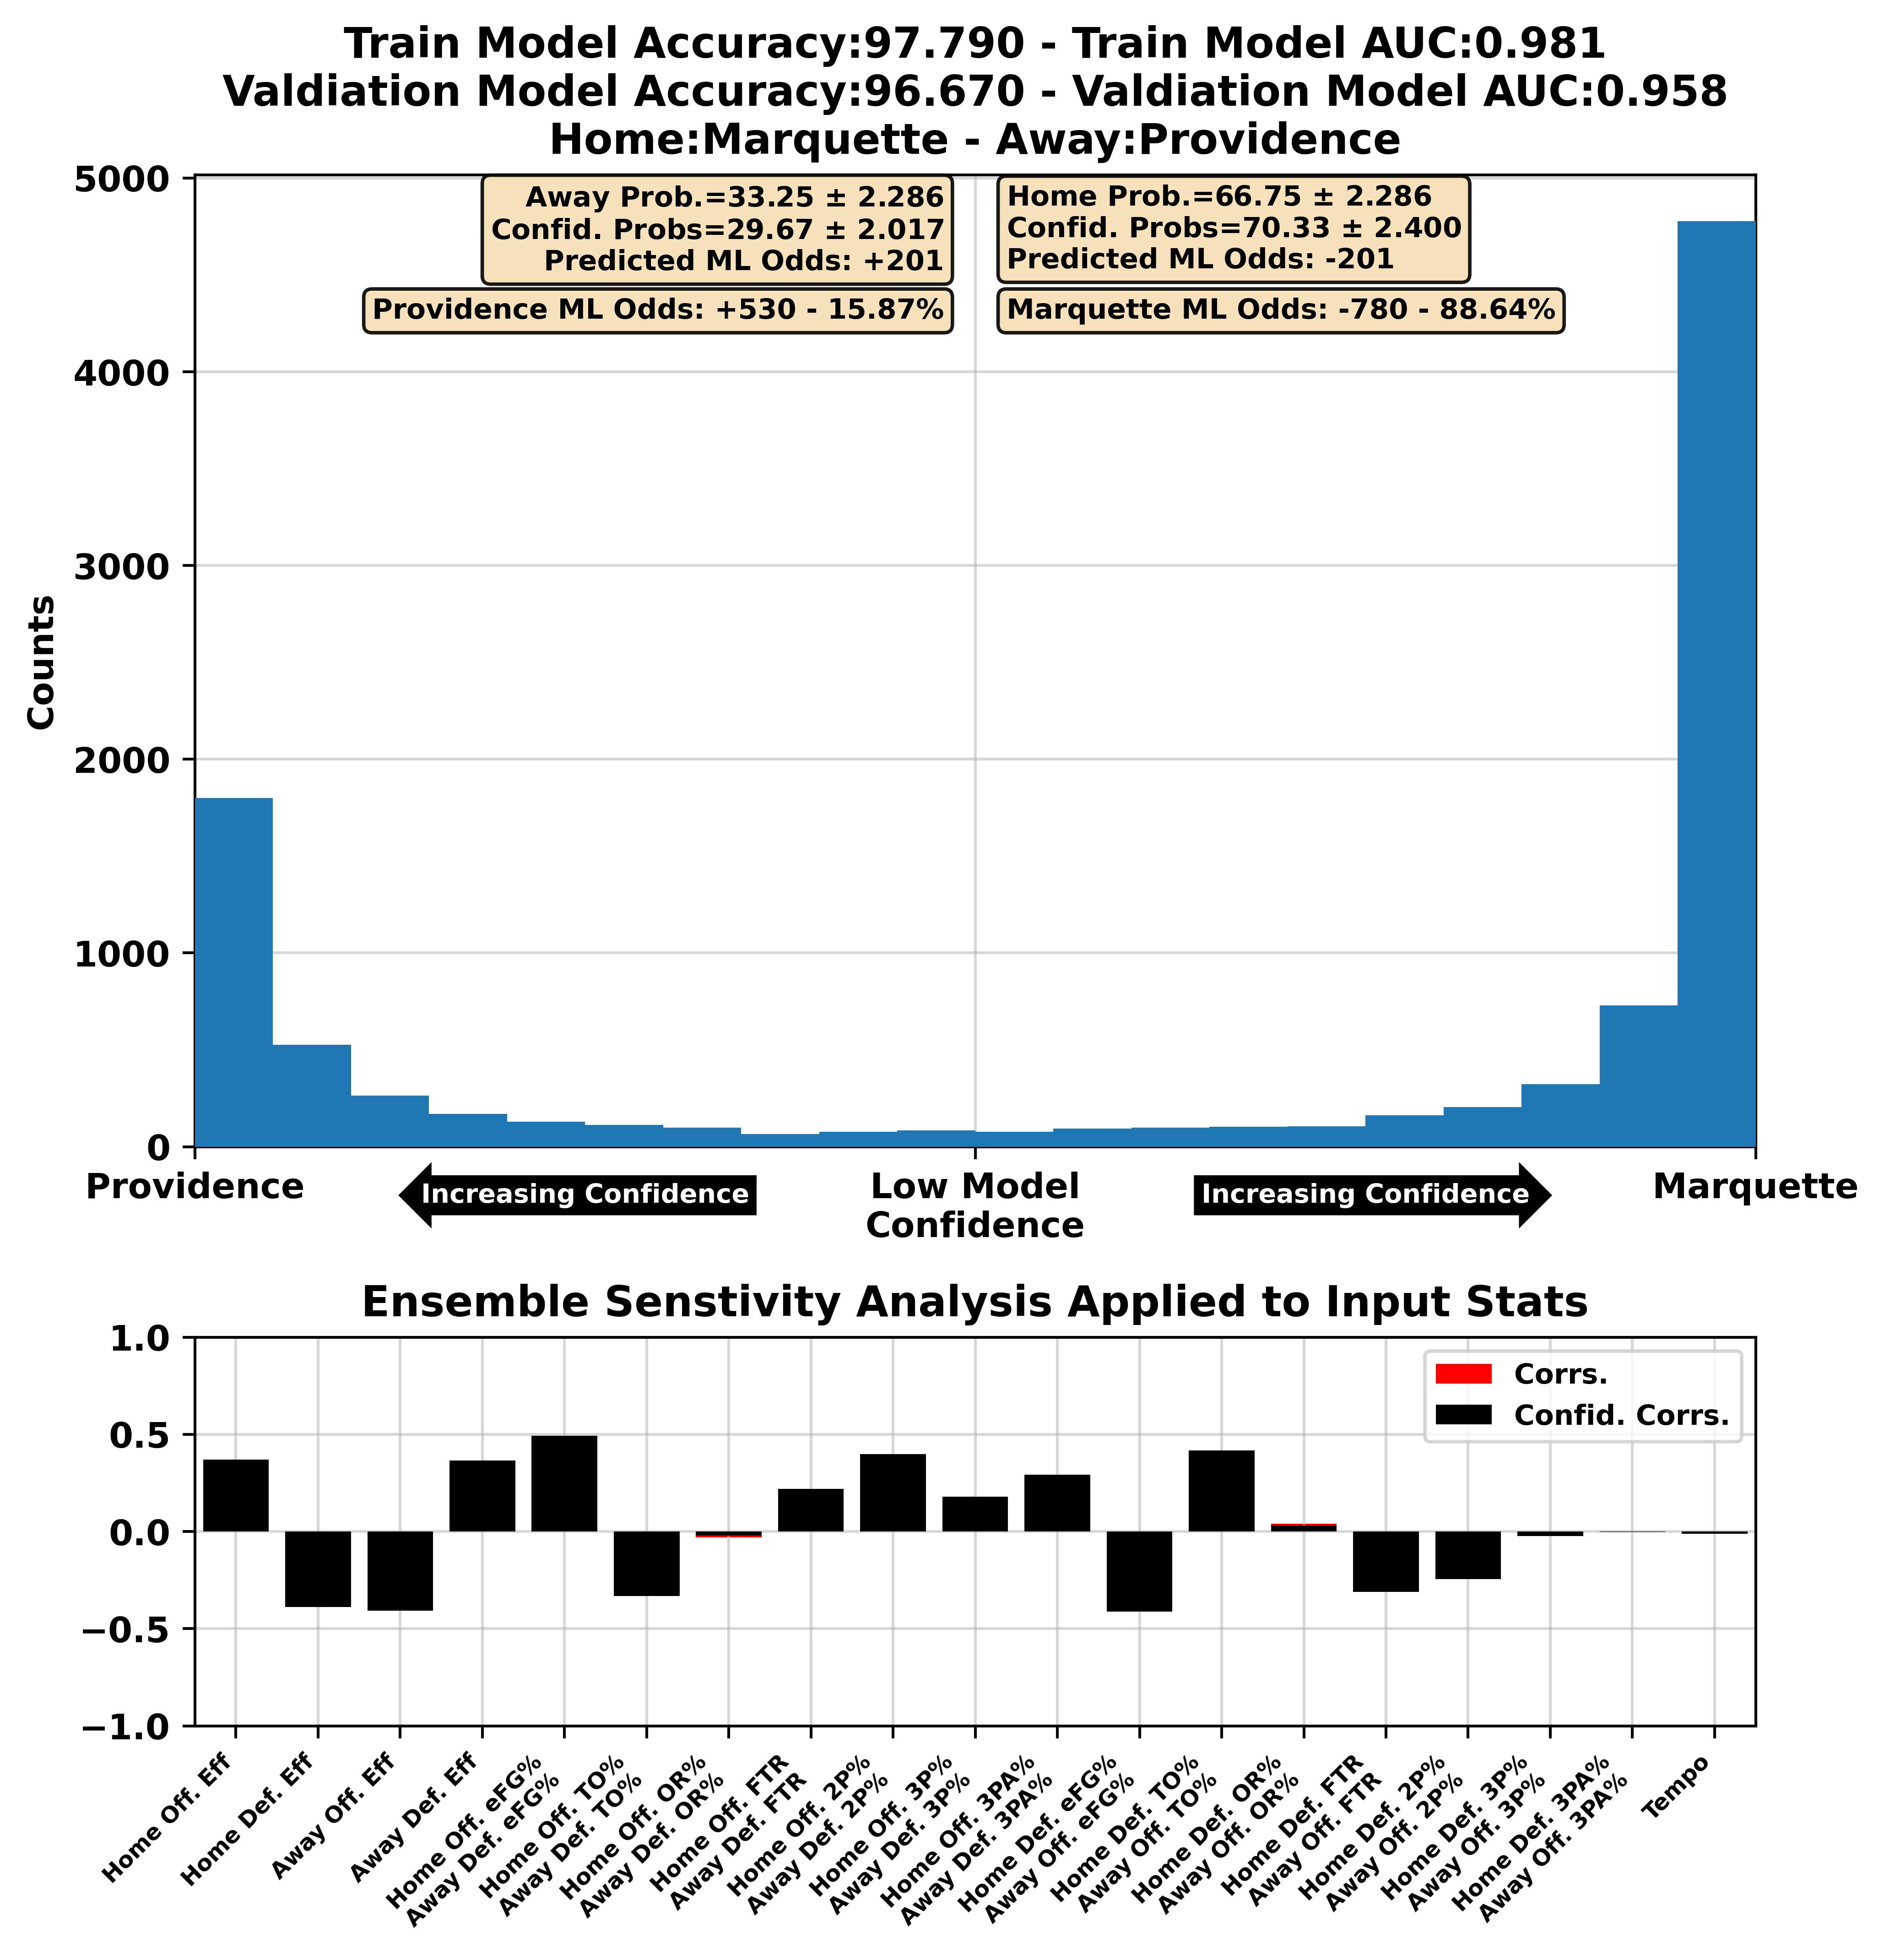 Train Model Accuracy:97.790 - Train Model AUC:0.981
Valdiation Model Accuracy:96.670 - Valdiation Model AUC:0.958
Home:Marquette - Away:Providence
5000
4000
3000
2000
1000
0
Counts
Away Prob.=33.25 ± 2.286
Confid. Probs=29.67 ± 2.017
Predicted ML Odds: +201
Providence ML Odds: +530 - 15.87%
Home Prob.=66.75 ± 2.286
Confid. Probs=70.33 ± 2.400
Predicted ML Odds: -201
Marquette ML Odds: -780 - 88.64%
Providence
Increasing Confidence
Low Model
Confidence
Increasing Confidence
Marquette
Ensemble Senstivity Analysis Applied to Input Stats
1.0
0.5
0.0
−0.5
−1.0
Corrs.
Confid. Corrs.
Home Off. Eff
Home Def. Eff
Away Off. Eff
Away Def. Eff
Home Off. eFG%
Away Def. eFG%
Home Off. TO%
Away Def. TO%
Home Off. OR%
Away Def. OR%
Home Off. FTR
Away Def. FTR
Home Off. 2P%
Away Def. 2P%
Home Off. 3P%
Away Def. 3P%
Home Off. 3PA%
Away Def. 3PA%
Home Def. eFG%
Away Off. eFG%
Home Def. TO%
Away Off. TO%
Home Def. OR%
Away Off. OR%
Home Def. FTR
Away Off. FTR
Home Def. 2P%
Away Off. 2P%
Home Def. 3P%
Away Off. 3P%
Home Def. 3PA%
Away Off. 3PA%
Tempo